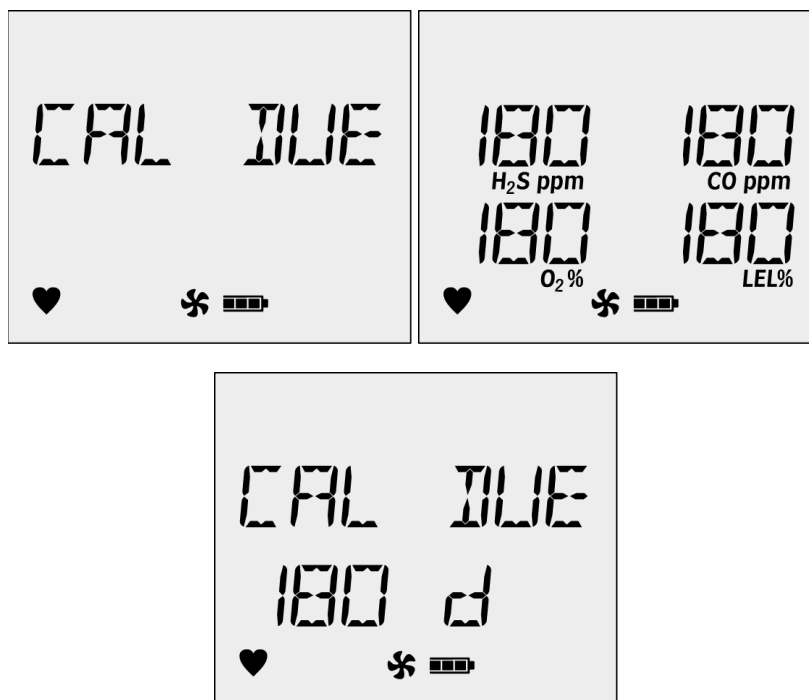 CAL DUE
180 180
H₂S ppm CO ppm
180 180
O₂% LEL%
CAL DUE
180 d